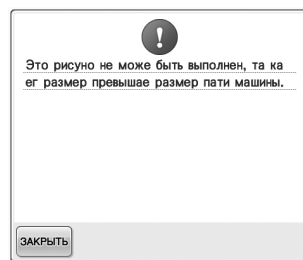 Это рисуно не може быть выполнен, та ка
ег размер превышае размер пати машины.
ЗАКРЫТЬ